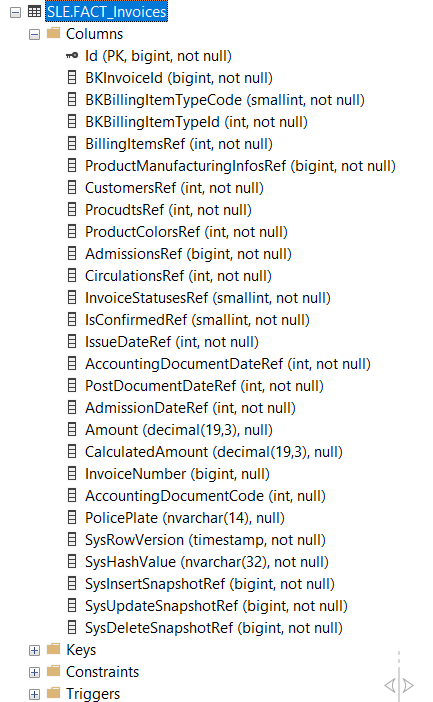 SLE.FACT_Invoices
Columns
Id (PK, bigint, not null)
BKInvoiceId (bigint, not null)
BKBillingItemTypeCode (smallint, not null)
BKBillingItemTypeId (int, not null)
BillingItemsRef (int, not null)
ProductManufacturingInfosRef (bigint, not null)
CustomersRef (int, not null)
ProcudtsRef (int, not null)
ProductColorsRef (int, not null)
AdmissionsRef (bigint, not null)
CirculationsRef (int, not null)
InvoiceStatusesRef (smallint, not null)
IsConfirmedRef (smallint, not null)
IssueDateRef (int, not null)
AccountingDocumentDateRef (int, not null)
PostDocumentDateRef (int, not null)
AdmissionDateRef (int, not null)
Amount (decimal(19,3), null)
CalculatedAmount (decimal(19,3), null)
InvoiceNumber (bigint, null)
AccountingDocumentCode (int, null)
PolicePlate (nvarchar(14), null)
SysRowVersion (timestamp, not null)
SysHashValue (nvarchar(32), not null)
SysInsertSnapshotRef (bigint, not null)
SysUpdateSnapshotRef (bigint, not null)
SysDeleteSnapshotRef (bigint, not null)
Keys
Constraints
Triggers